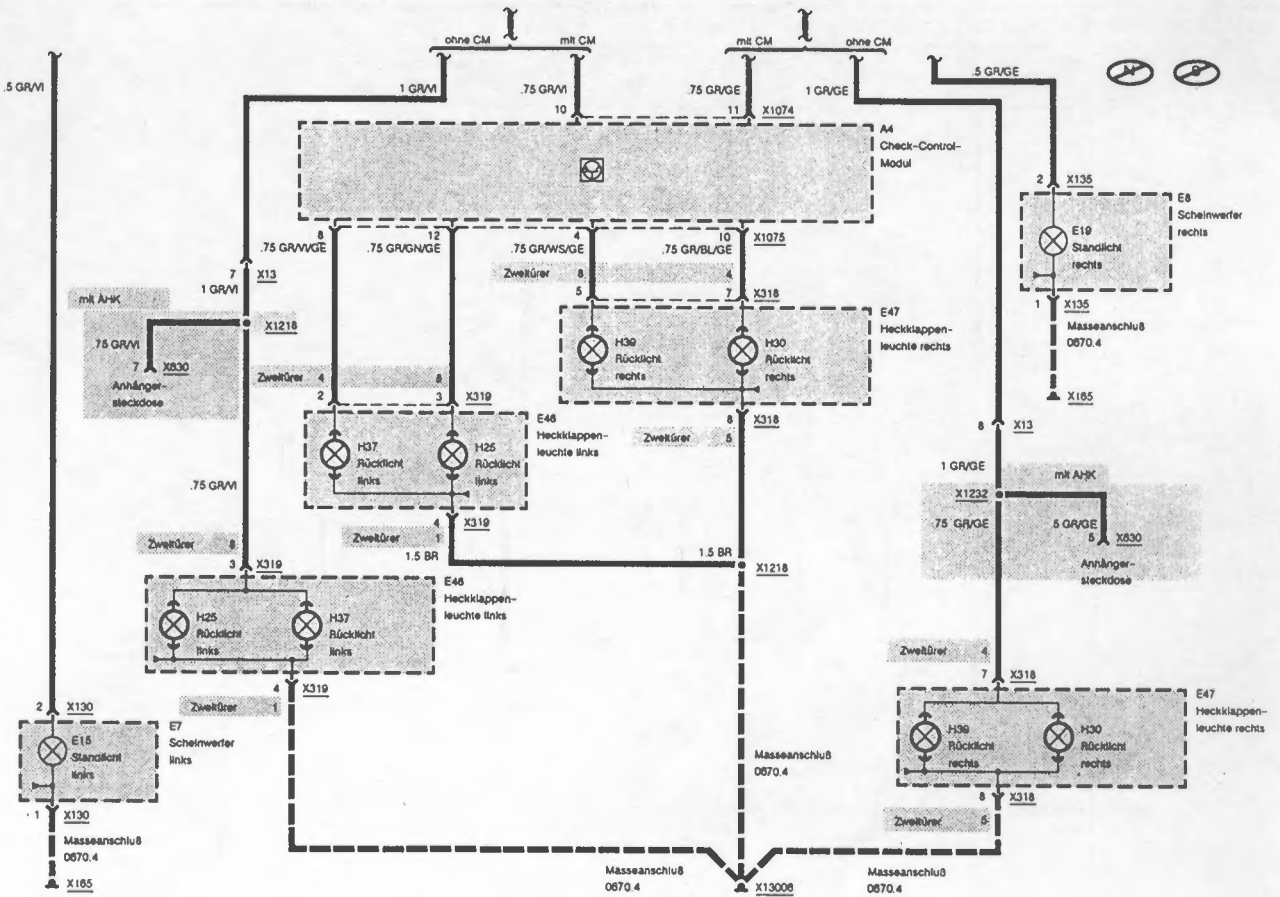 ohne CM
mit CM
mit CM
ohne CM
.5 GR/VI
1 GR/VI
.75 GR/VI
.75 GR/GE
1 GR/GE
.5 GR/GE
10
11
X1074
A4
Check-Control-
Modul
2
X135
E8
Scheinwerfer
rechts
E19
Standlicht
rechts
1
X135
Masseanschluß
0670.4
X165
8
12
4
10
X1075
.75 GR/VI/GE
.75 GR/GN/GE
.75 GR/WS/GE
.75 GR/BL/GE
Zweitürer
8
4
5
7
X318
7
X13
1 GR/VI
mit AHK
X1218
.75 GR/VI
7
X630
Anhänger-
steckdose
E47
Heckklappen-
leuchte rechts
H39
Rücklicht
rechts
H30
Rücklicht
rechts
Zweitürer
4
8
2
3
X319
8
X318
Zweitürer
5
E46
Heckklappen-
leuchte links
H37
Rücklicht
links
H25
Rücklicht
links
8
X13
1 GR/GE
mit AHK
X1232
.75 GR/GE
.5 GR/GE
5
X630
Anhänger-
steckdose
.75 GR/VI
4
X319
Zweitürer
1
1.5 BR
1.5 BR
X1218
Zweitürer
8
3
X319
E46
Heckklappen-
leuchte links
H25
Rücklicht
links
H37
Rücklicht
links
4
X319
Zweitürer
1
Zweitürer
4
7
X318
E47
Heckklappen-
leuchte rechts
H39
Rücklicht
rechts
H30
Rücklicht
rechts
8
X318
Zweitürer
5
2
X130
E7
Scheinwerfer
links
E15
Standlicht
links
1
X130
Masseanschluß
0670.4
X165
Masseanschluß
0670.4
Masseanschluß
0670.4
X13006
Masseanschluß
0670.4